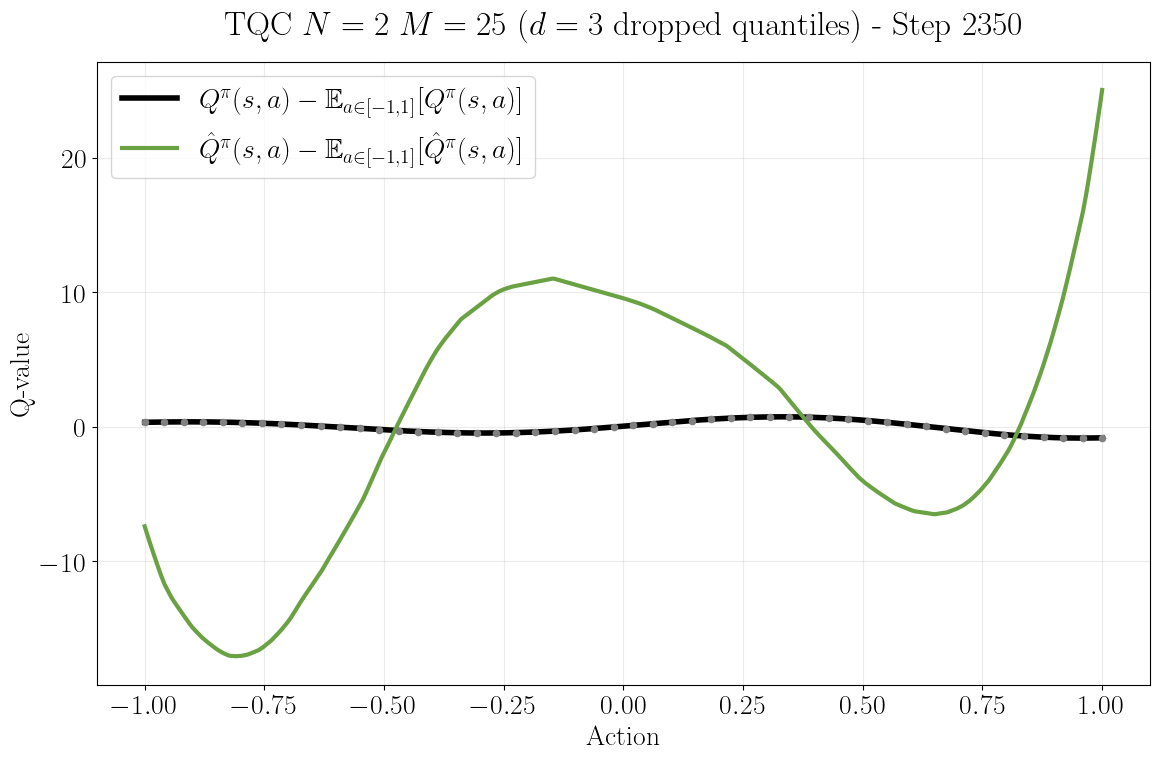 TQC N = 2 M = 25 (d = 3 dropped quantiles) - Step 2350
Q^π(s, a) − 𝔼_{a∈[−1,1]}[Q^π(s, a)]
Q̂^π(s, a) − 𝔼_{a∈[−1,1]}[Q̂^π(s, a)]
20
10
0
−10
Q-value
−1.00 −0.75 −0.50 −0.25 0.00 0.25 0.50 0.75 1.00
Action